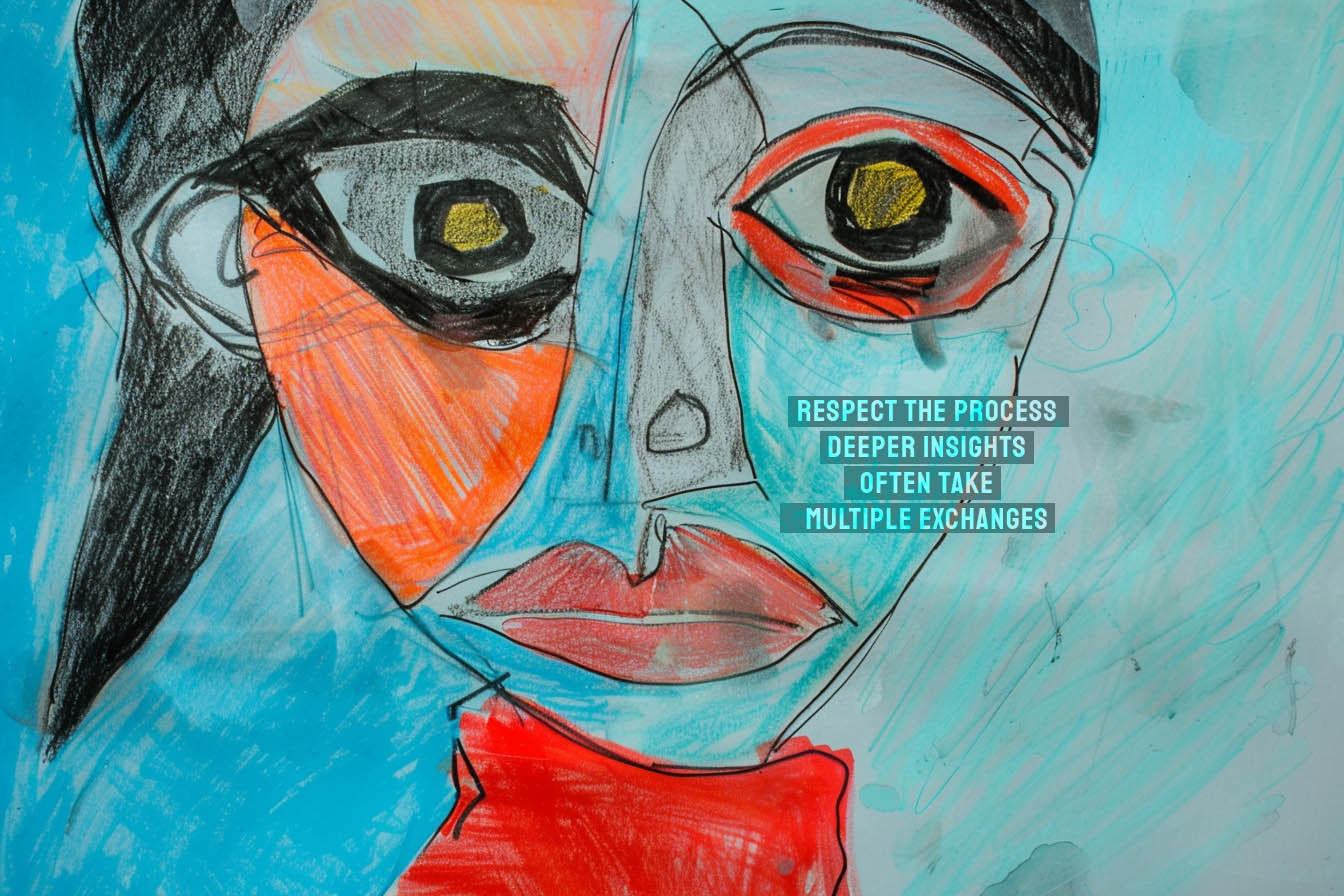 RESPECT THE PROCESS
DEEPER INSIGHTS
OFTEN TAKE
MULTIPLE EXCHANGES